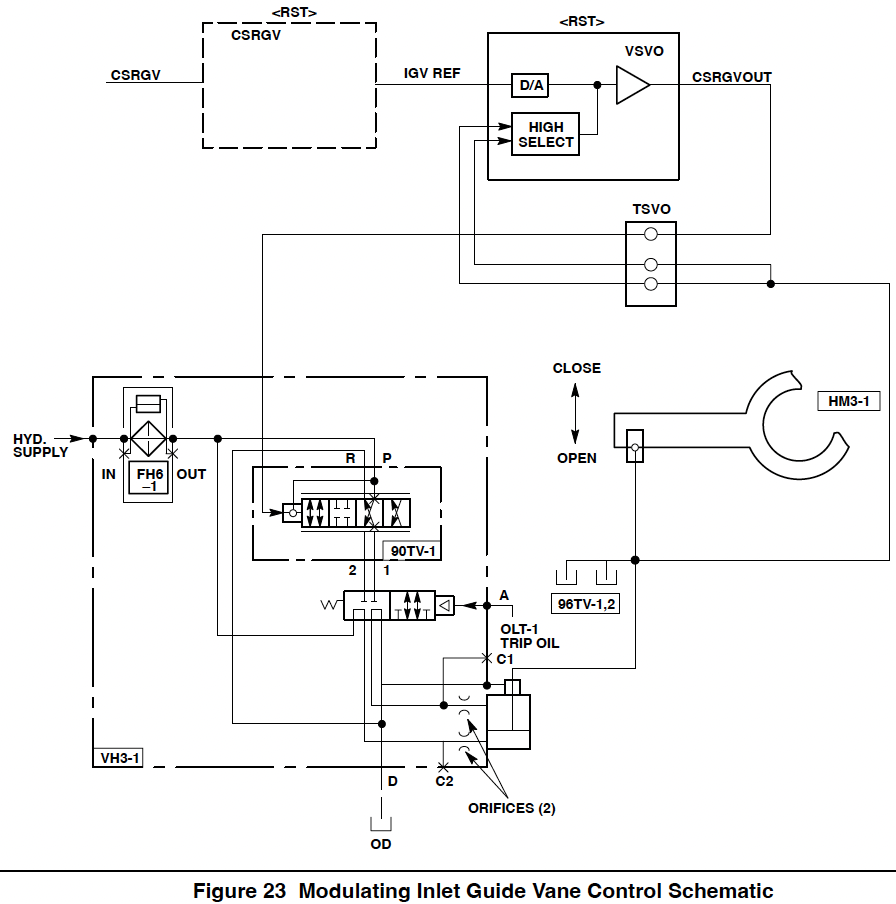 <RST>
CSRGV
CSRGV
IGV REF
<RST>
VSVO
D/A
HIGH
SELECT
CSRGVOUT
TSVO
CLOSE
OPEN
HM3-1
HYD.
SUPPLY
IN
FH6
–1
OUT
R
P
90TV-1
2
1
A
OLT-1
TRIP OIL
C1
96TV-1,2
VH3-1
D
C2
ORIFICES (2)
OD
Figure 23 Modulating Inlet Guide Vane Control Schematic